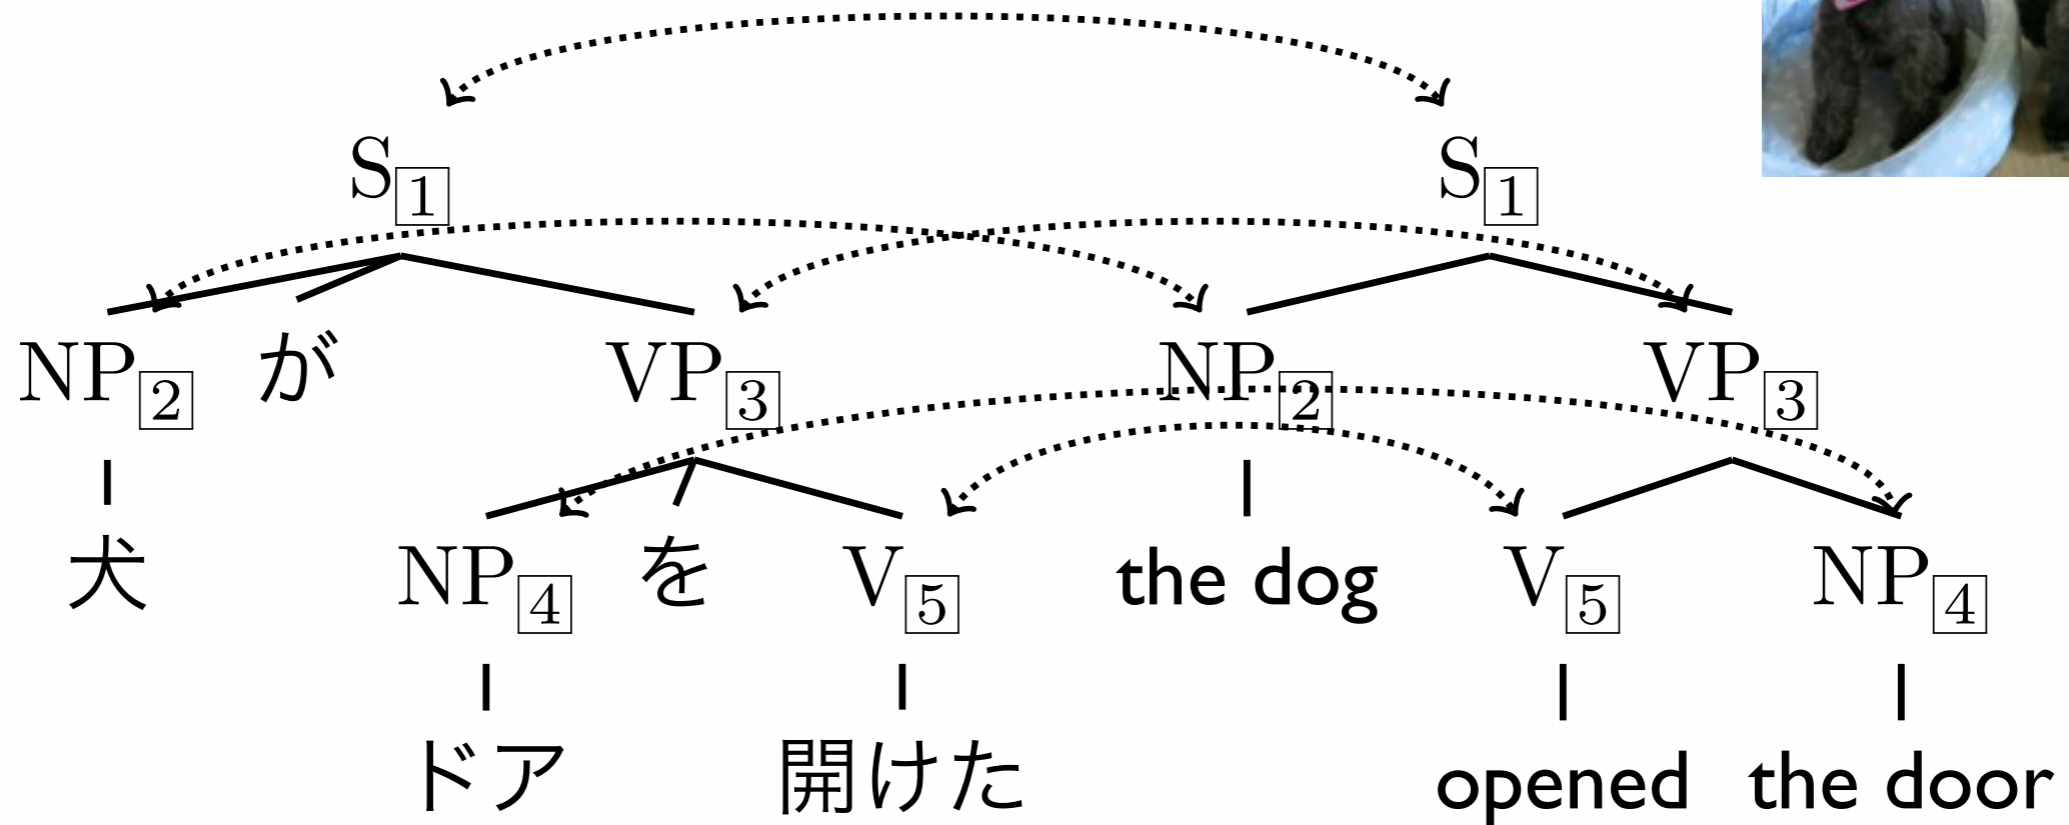 S1 S1
NP2 が VP3 NP2 VP3
犬 NP4 を V5 the dog V5 NP4
ドア 開けた opened the door